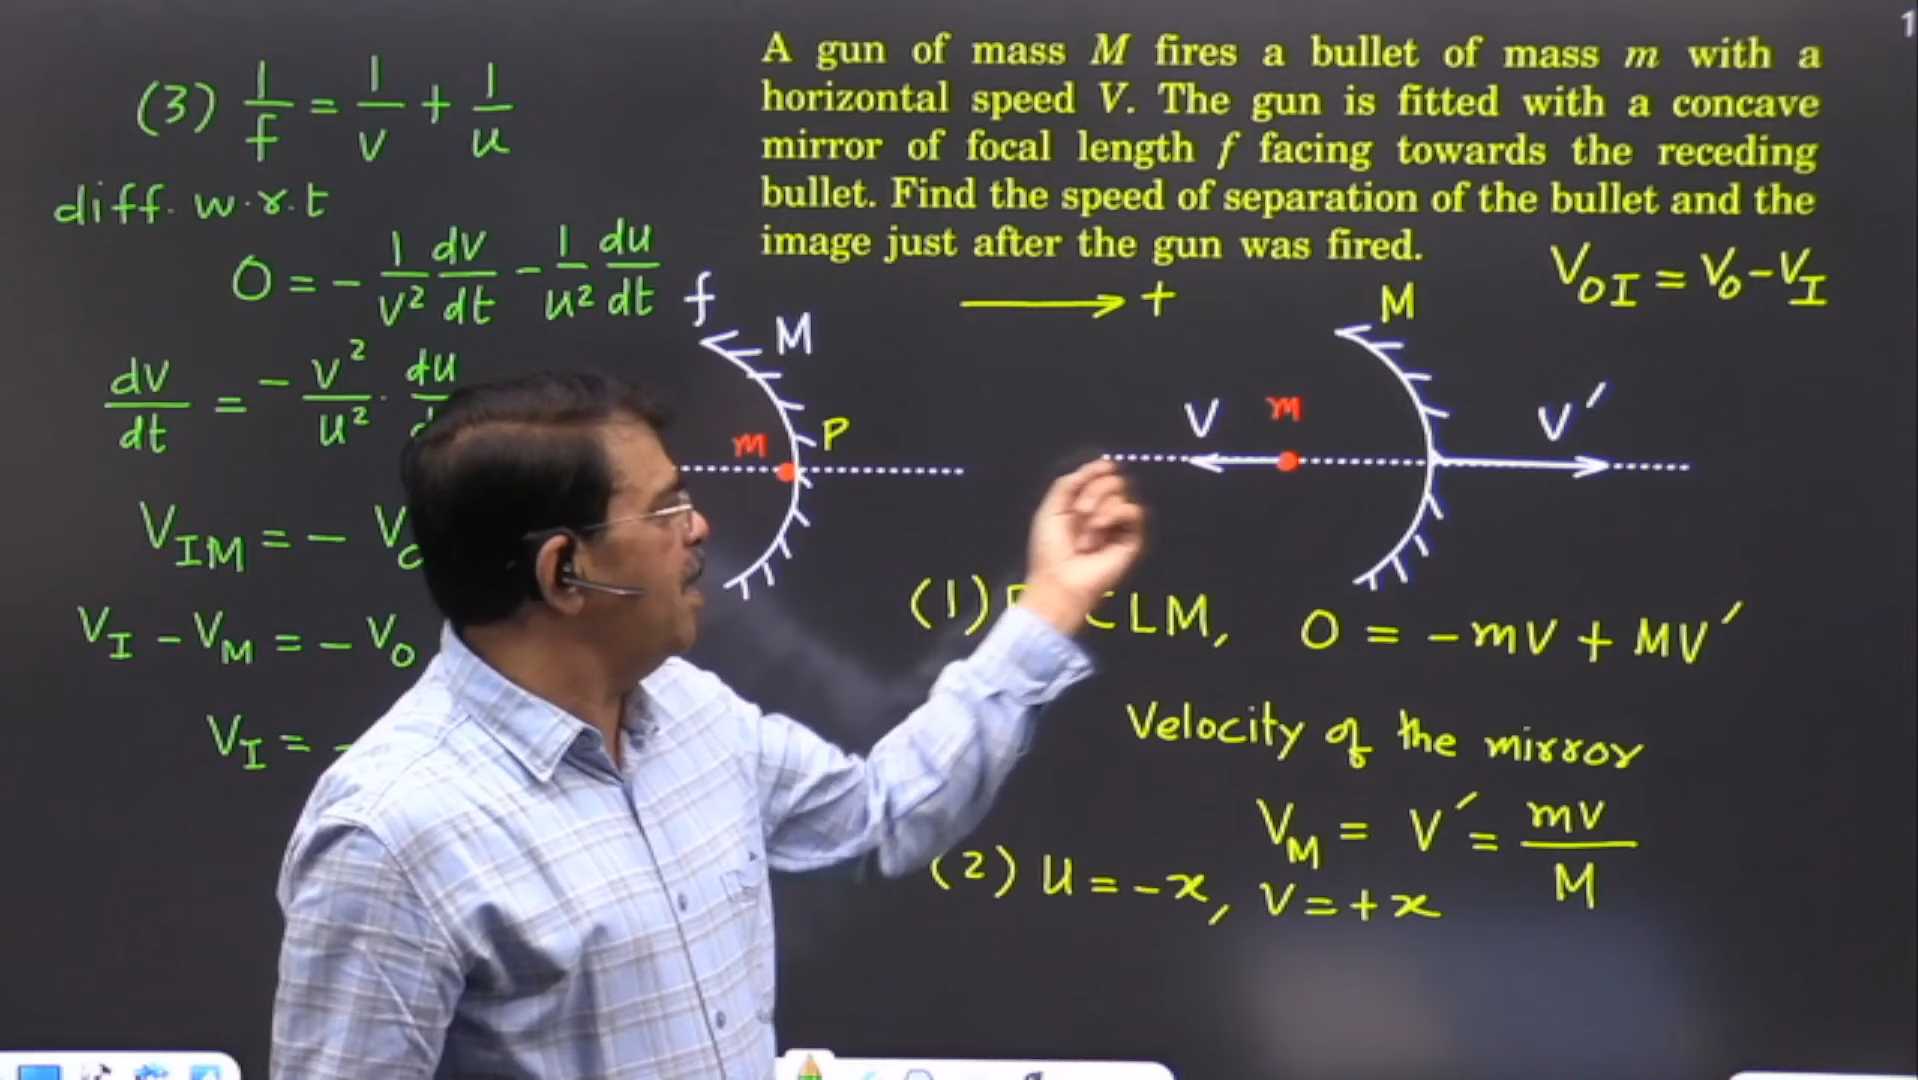 1
A gun of mass M fires a bullet of mass m with a
horizontal speed V. The gun is fitted with a concave
mirror of focal length f facing towards the receding
bullet. Find the speed of separation of the bullet and the
image just after the gun was fired.
(3) 1/f = 1/v + 1/u
diff. w.r.t
0 = - 1/v² dv/dt - 1/u² du/dt
dv/dt = - v²/u² · du/
V_IM = - V
V_I - V_M = - V_O
V_I = -
f
M
m
P
→ +
V_OI = V_O - V_I
M
V
m
V′
(1) CLM, 0 = -mV + MV′
Velocity of the mirror
V_M = V′ = mV/M
(2) u = -x, v = +x